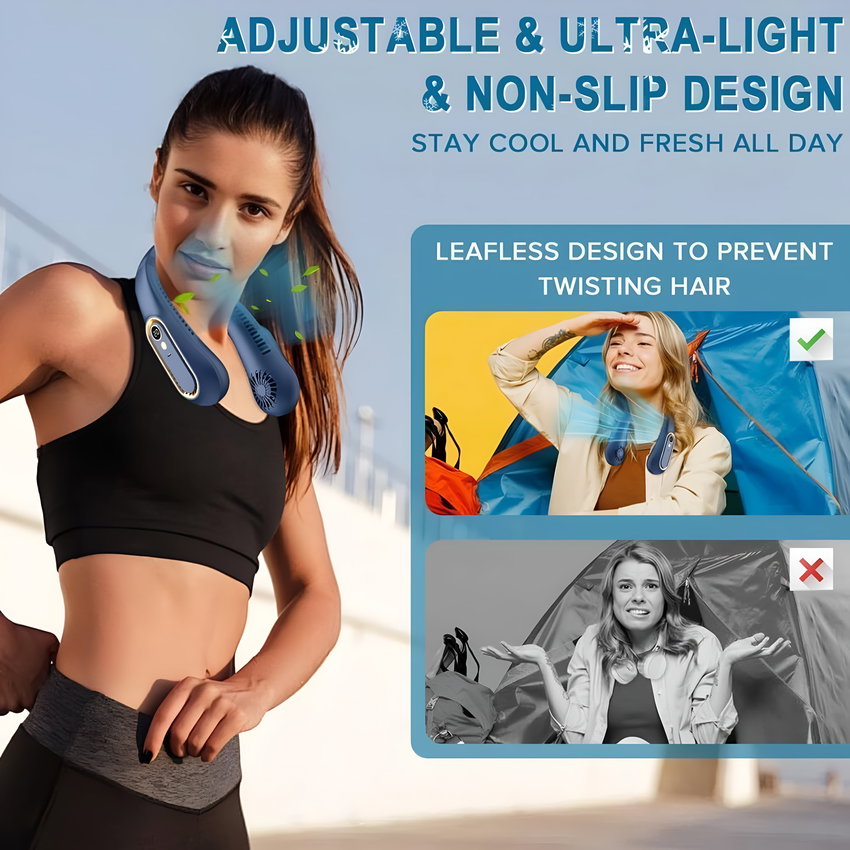 ADJUSTABLE & ULTRA-LIGHT
& NON-SLIP DESIGN
STAY COOL AND FRESH ALL DAY
LEAFLESS DESIGN TO PREVENT
TWISTING HAIR